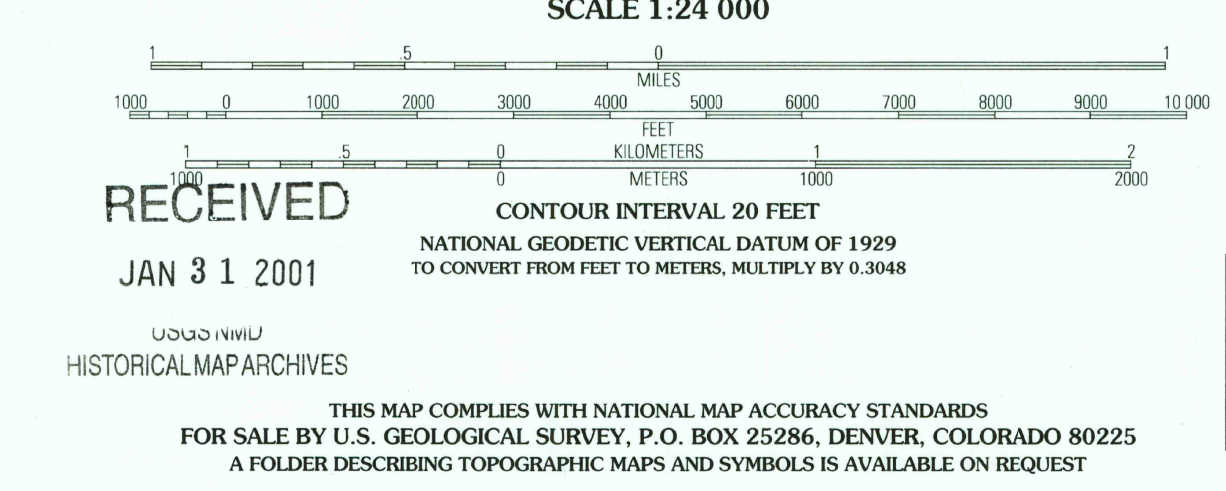 SCALE 1:24 000
1 .5 0 1
MILES
1000 0 1000 2000 3000 4000 5000 6000 7000 8000 9000 10 000
FEET
1 .5 0 KILOMETERS 1 2
1000 0 METERS 1000 2000
CONTOUR INTERVAL 20 FEET
NATIONAL GEODETIC VERTICAL DATUM OF 1929
TO CONVERT FROM FEET TO METERS, MULTIPLY BY 0.3048
RECEIVED
JAN 31 2001
USGS NMD
HISTORICAL MAP ARCHIVES
THIS MAP COMPLIES WITH NATIONAL MAP ACCURACY STANDARDS
FOR SALE BY U.S. GEOLOGICAL SURVEY, P.O. BOX 25286, DENVER, COLORADO 80225
A FOLDER DESCRIBING TOPOGRAPHIC MAPS AND SYMBOLS IS AVAILABLE ON REQUEST